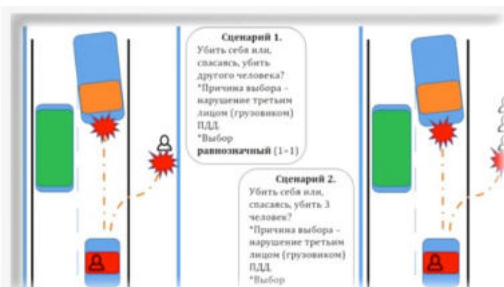 Сценарий 1.
Убить себя или,
спасаясь, убить
другого человека?
*Причина выбора –
нарушение третьим
лицом (грузовиком)
ПДД.
*Выбор
равнозначный (1=1)
Сценарий 2.
Убить себя или,
спасаясь, убить 3
человек?
*Причина выбора –
нарушение третьим
лицом (грузовиком)
ПДД.
*Выбор